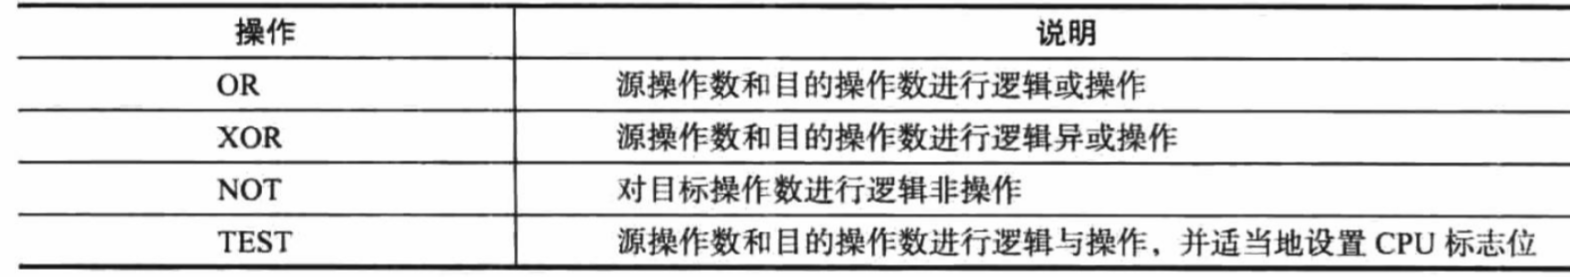 操作 说明
OR 源操作数和目的操作数进行逻辑或操作
XOR 源操作数和目的操作数进行逻辑异或操作
NOT 对目标操作数进行逻辑非操作
TEST 源操作数和目的操作数进行逻辑与操作，并适当地设置 CPU 标志位